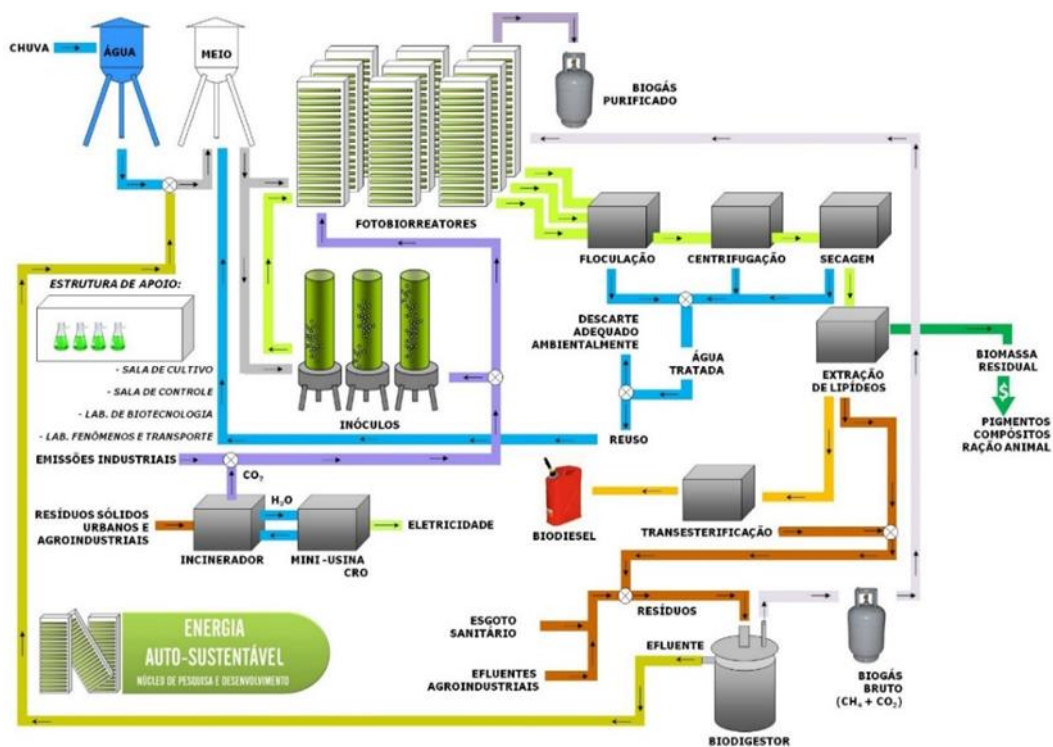 CHUVA
ÁGUA
MEIO
BIOGÁS
PURIFICADO
FOTOBIORREATORES
FLOCULAÇÃO
CENTRIFUGAÇÃO
SECAGEM
ESTRUTURA DE APOIO:
- SALA DE CULTIVO
- SALA DE CONTROLE
- LAB. DE BIOTECNOLOGIA
- LAB. FENÔMENOS E TRANSPORTE
INÓCULOS
DESCARTE
ADEQUADO
AMBIENTALMENTE
ÁGUA
TRATADA
REUSO
EXTRAÇÃO
DE LIPÍDEOS
BIOMASSA
RESIDUAL
$
PIGMENTOS
COMPÓSITOS
RAÇÃO ANIMAL
EMISSÕES INDUSTRIAIS
CO2
H2O
RESÍDUOS SÓLIDOS
URBANOS E
AGROINDUSTRIAIS
INCINERADOR
MINI-USINA
CRO
ELETRICIDADE
BIODIESEL
TRANSESTERIFICAÇÃO
ESGOTO
SANITÁRIO
RESÍDUOS
EFLUENTES
AGROINDUSTRIAIS
EFLUENTE
BIODIGESTOR
BIOGÁS
BRUTO
(CH4 + CO2)
N
ENERGIA
AUTO-SUSTENTÁVEL
NÚCLEO DE PESQUISA E DESENVOLVIMENTO